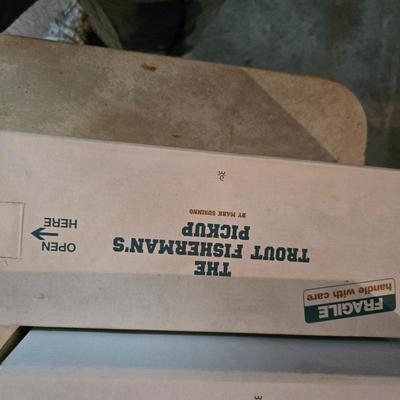 THE
TROUT FISHERMAN'S
PICKUP
BY MARK SUSINNO
OPEN
HERE
FRAGILE
handle with care